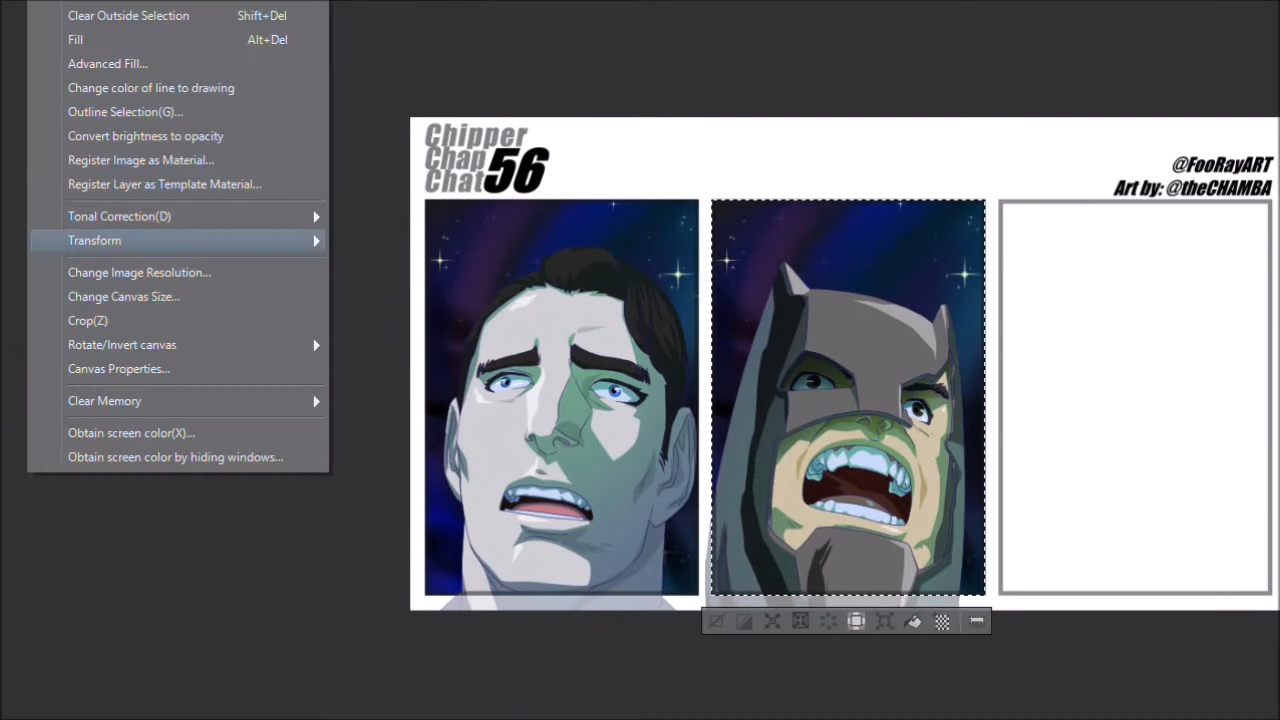 Clear Outside Selection Shift+Del
Fill Alt+Del
Advanced Fill...
Change color of line to drawing
Outline Selection(G)...
Convert brightness to opacity
Register Image as Material...
Register Layer as Template Material...
Tonal Correction(D)
Transform
Change Image Resolution...
Change Canvas Size...
Crop(Z)
Rotate/Invert canvas
Canvas Properties...
Clear Memory
Obtain screen color(X)...
Obtain screen color by hiding windows...
Chipper
Chap
Chat 56
@FooRayART
Art by: @theCHAMBA